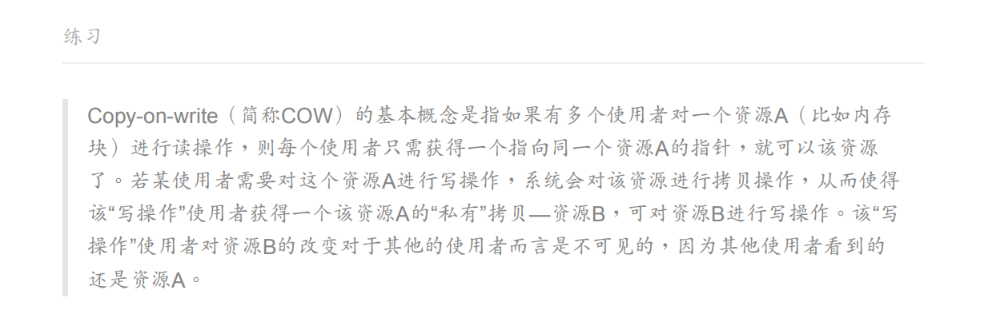 练习
Copy-on-write（简称COW）的基本概念是指如果有多个使用者对一个资源A（比如内存
块）进行读操作，则每个使用者只需获得一个指向同一个资源A的指针，就可以该资源
了。若某使用者需要对这个资源A进行写操作，系统会对该资源进行拷贝操作，从而使得
该“写操作”使用者获得一个该资源A的“私有”拷贝—资源B，可对资源B进行写操作。该“写
操作”使用者对资源B的改变对于其他的使用者而言是不可见的，因为其他使用者看到的
还是资源A。